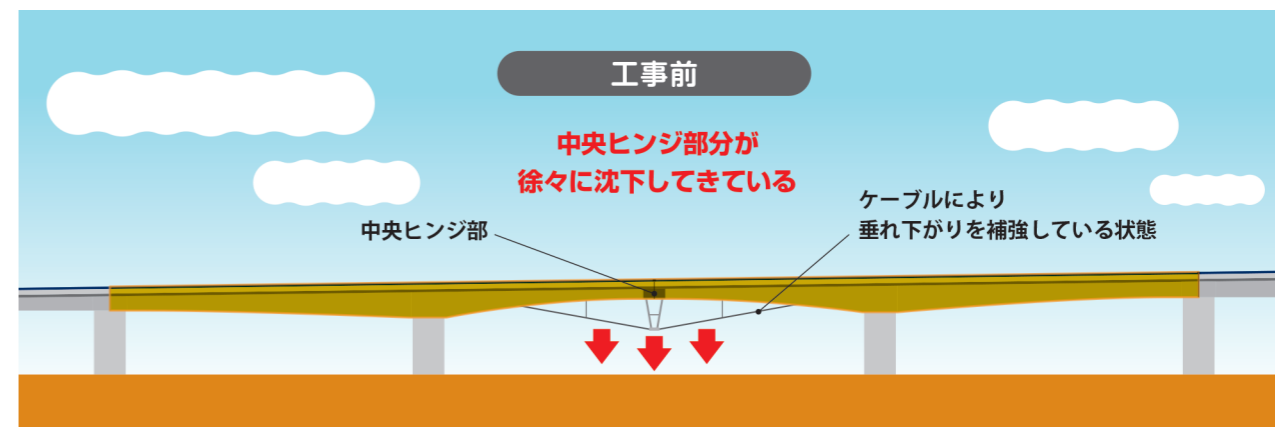 工事前
中央ヒンジ部分が
徐々に沈下してきている
中央ヒンジ部
ケーブルにより
垂れ下がりを補強している状態